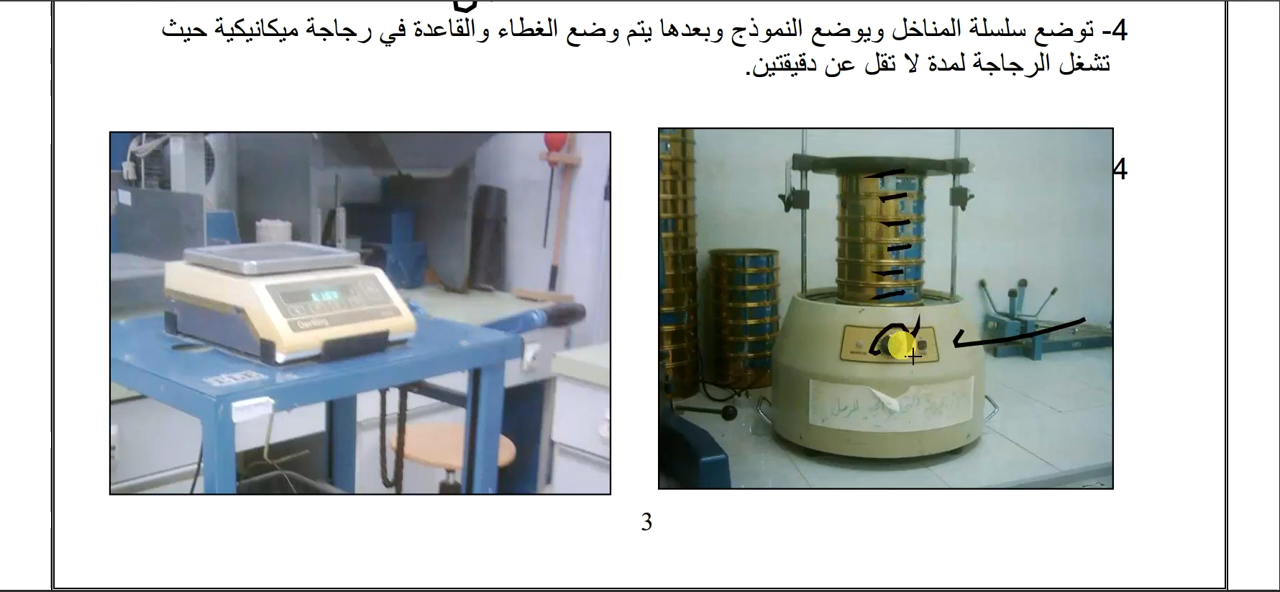 4- توضع سلسلة المناخل ويوضع النموذج وبعدها يتم وضع الغطاء والقاعدة في رجاجة ميكانيكية حيث
تشغل الرجاجة لمدة لا تقل عن دقيقتين.
4
3